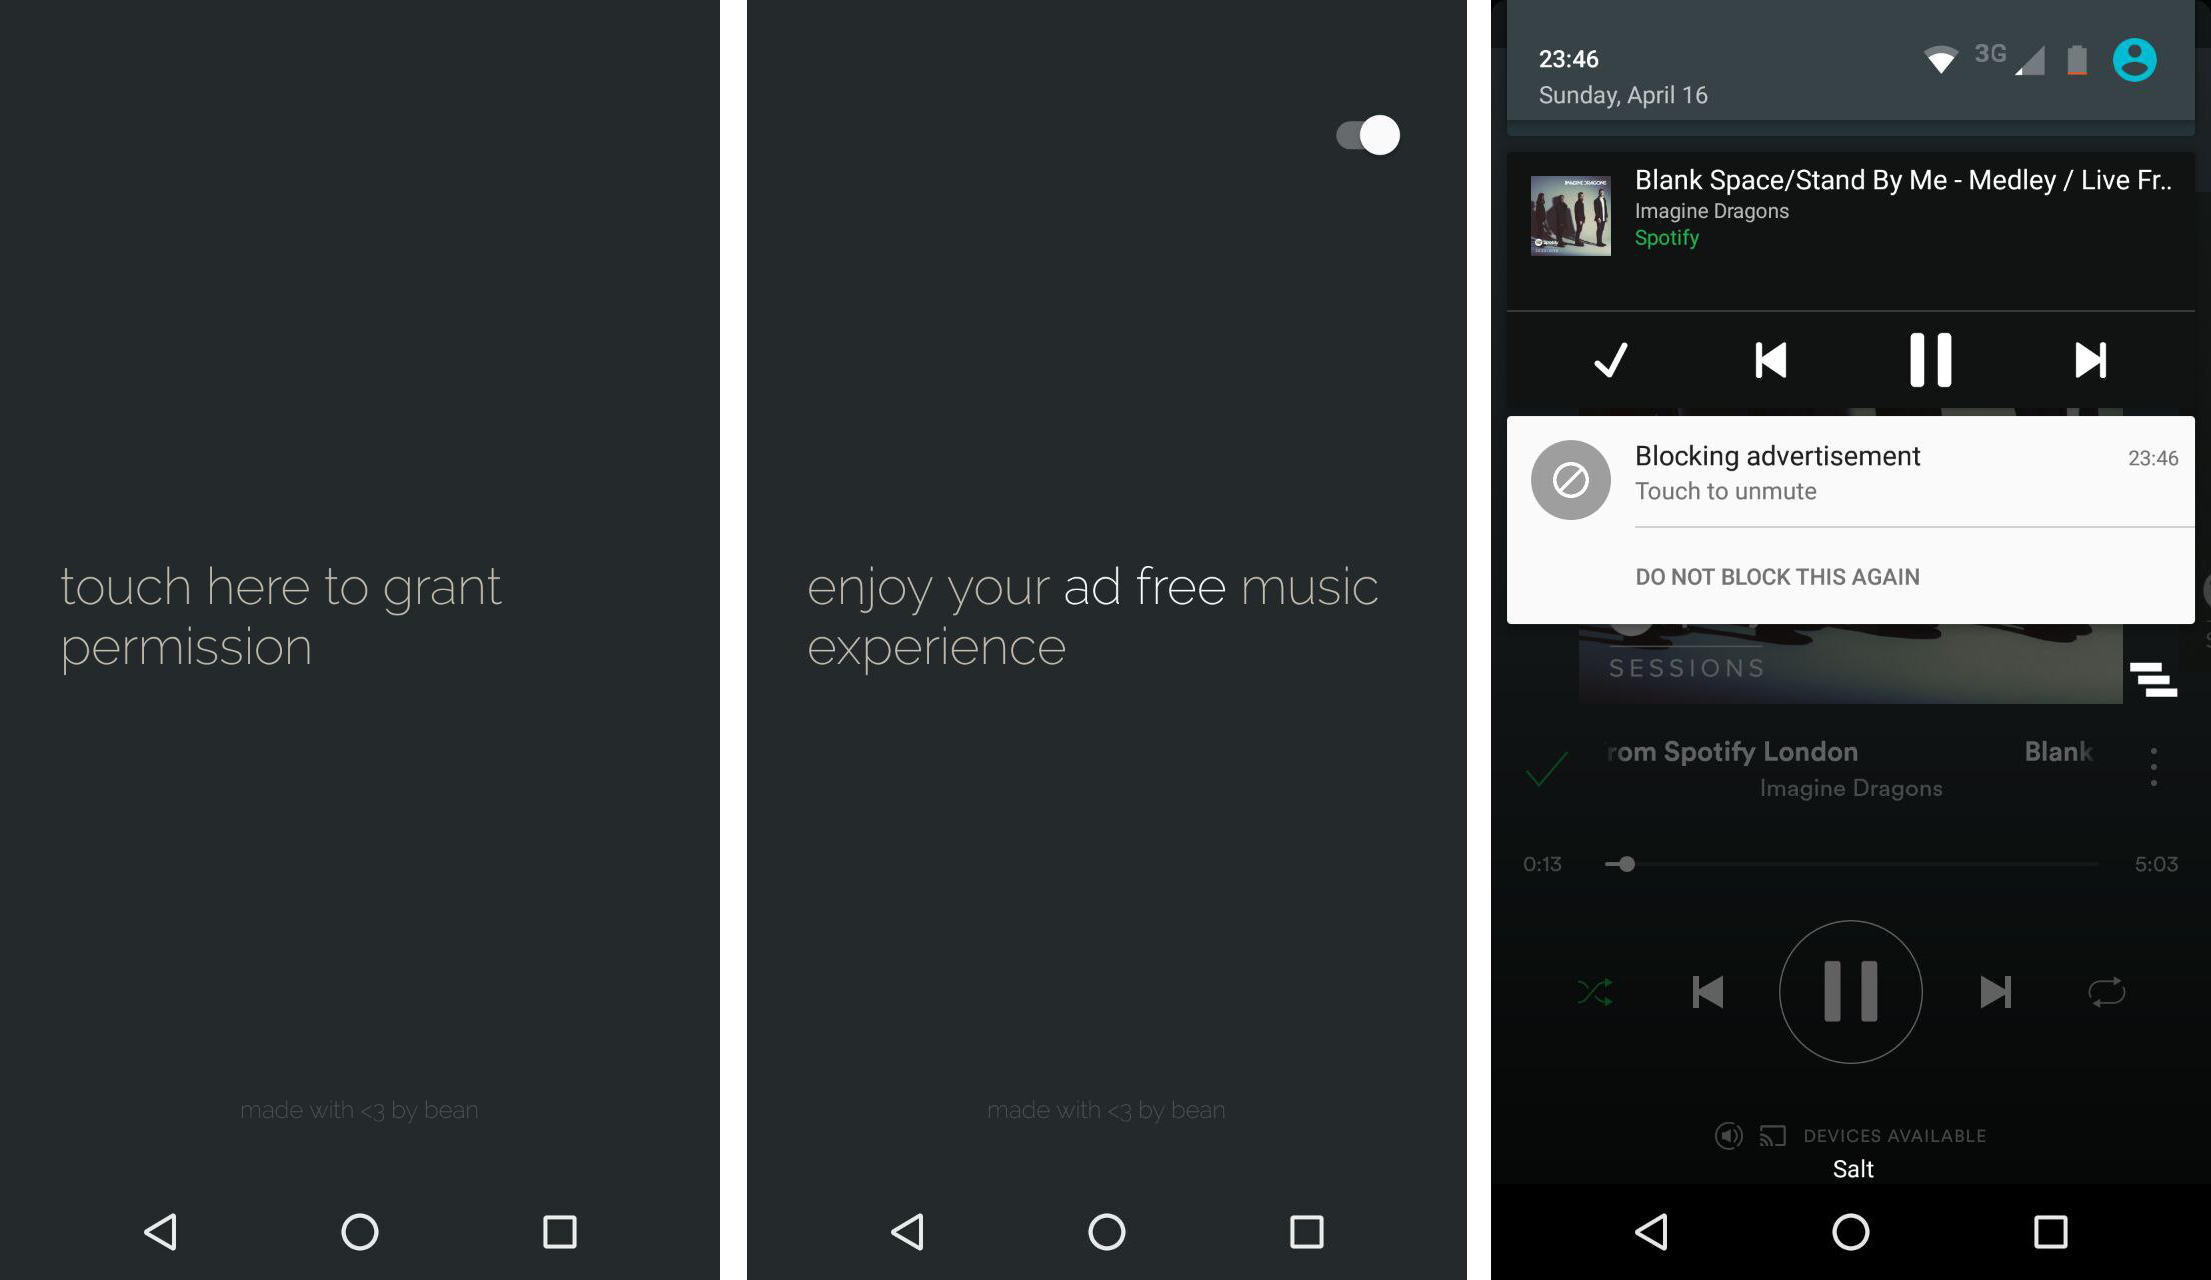 touch here to grant
permission
made with <3 by bean
enjoy your ad free music
experience
made with <3 by bean
23:46
3G
Sunday, April 16
Blank Space/Stand By Me - Medley / Live Fr..
Imagine Dragons
Spotify
IMAGINE DRAGONS
Spotify
Blocking advertisement
23:46
Touch to unmute
DO NOT BLOCK THIS AGAIN
SESSIONS
rom Spotify London
Blank
Imagine Dragons
0:13
5:03
DEVICES AVAILABLE
Salt